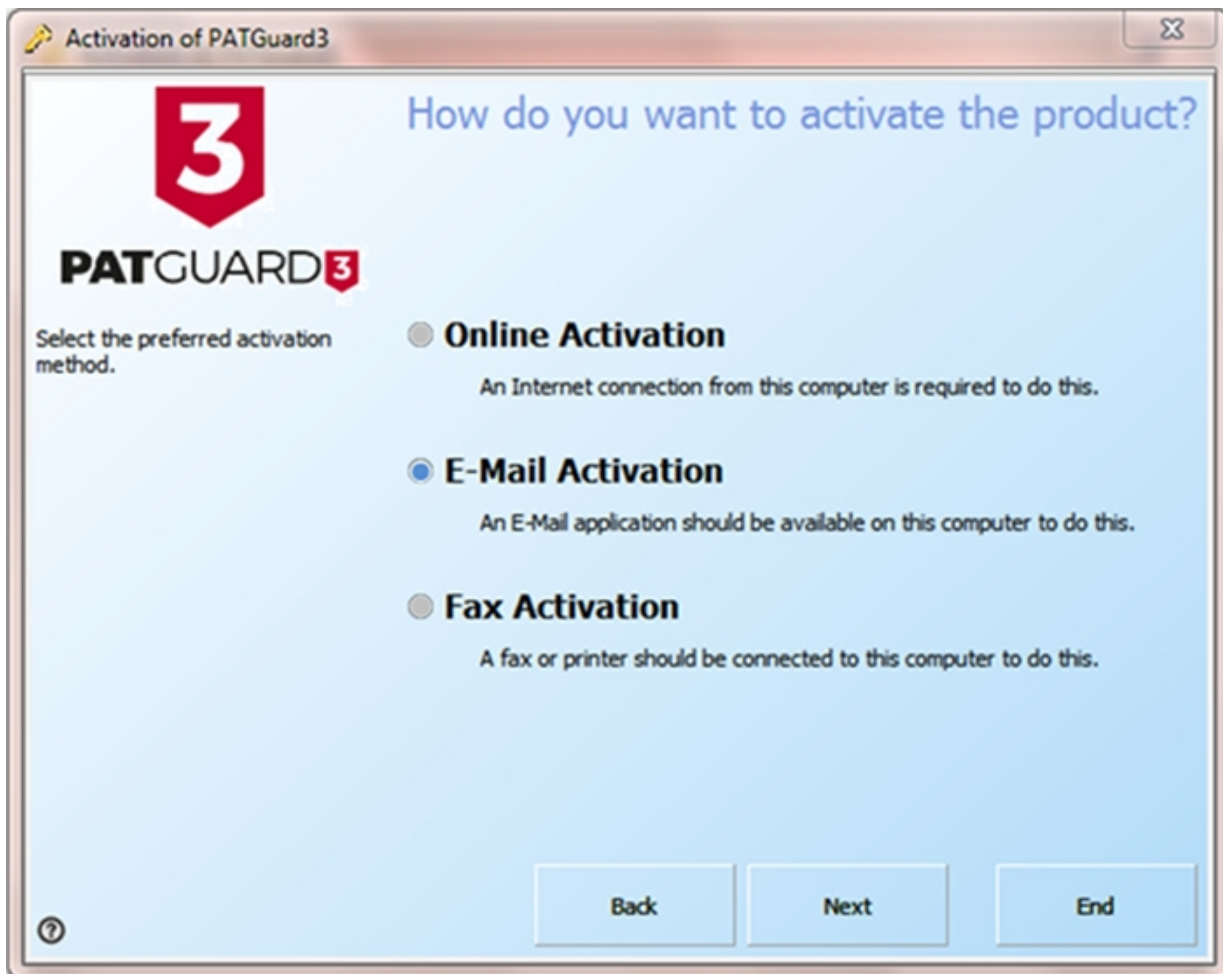 Activation of PATGuard3
3
PATGUARD3
Select the preferred activation
method.
How do you want to activate the product?
Online Activation
An Internet connection from this computer is required to do this.
E-Mail Activation
An E-Mail application should be available on this computer to do this.
Fax Activation
A fax or printer should be connected to this computer to do this.
Back
Next
End
?